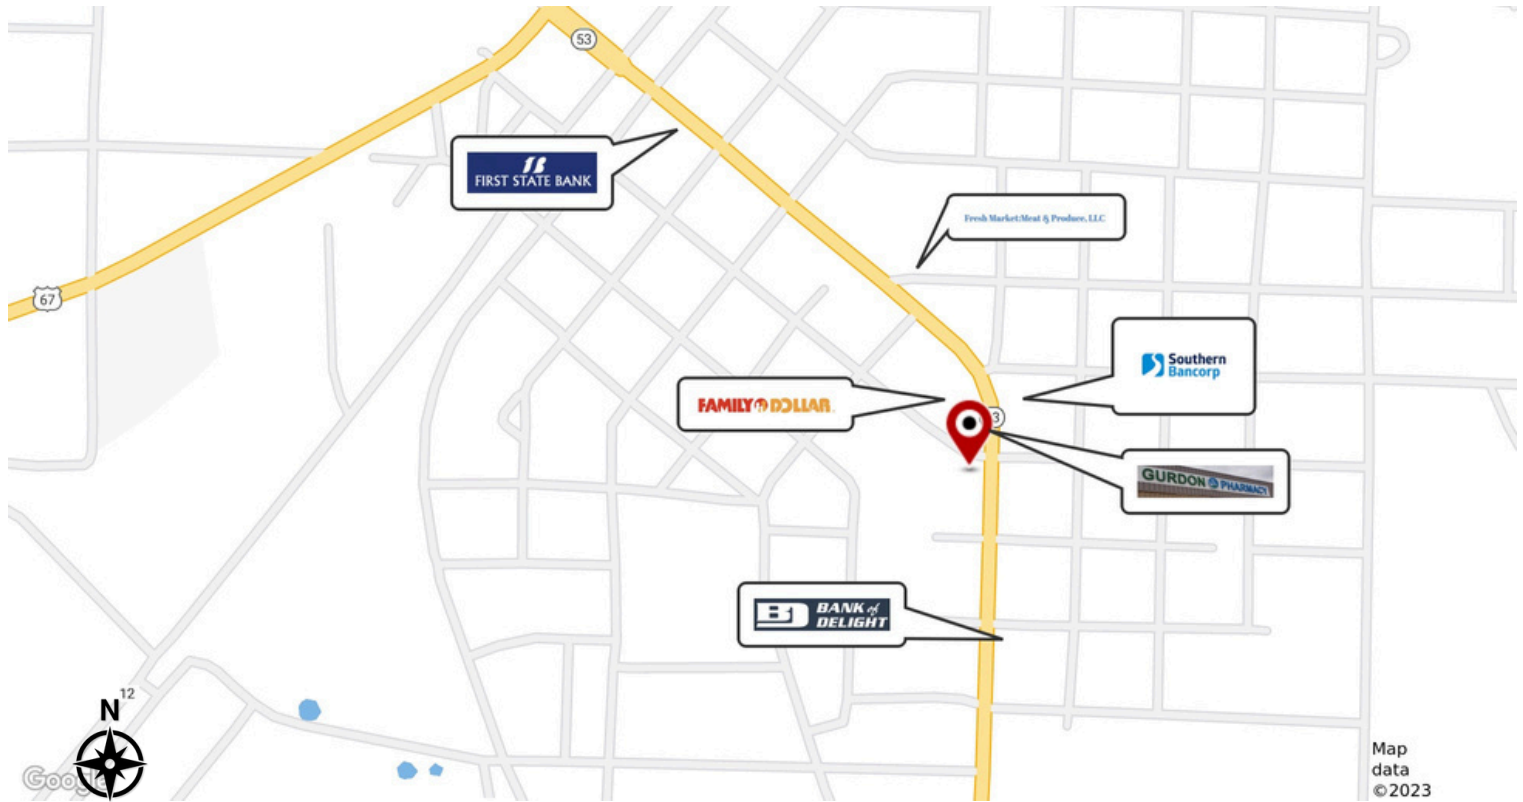 53
FIRST STATE BANK
Fresh Market:Meat & Produce, LLC
67
Southern
Bancorp
FAMILY DOLLAR
3
GURDON PHARMACY
BD BANK of
DELIGHT
12
N
Google
Map
data
©2023